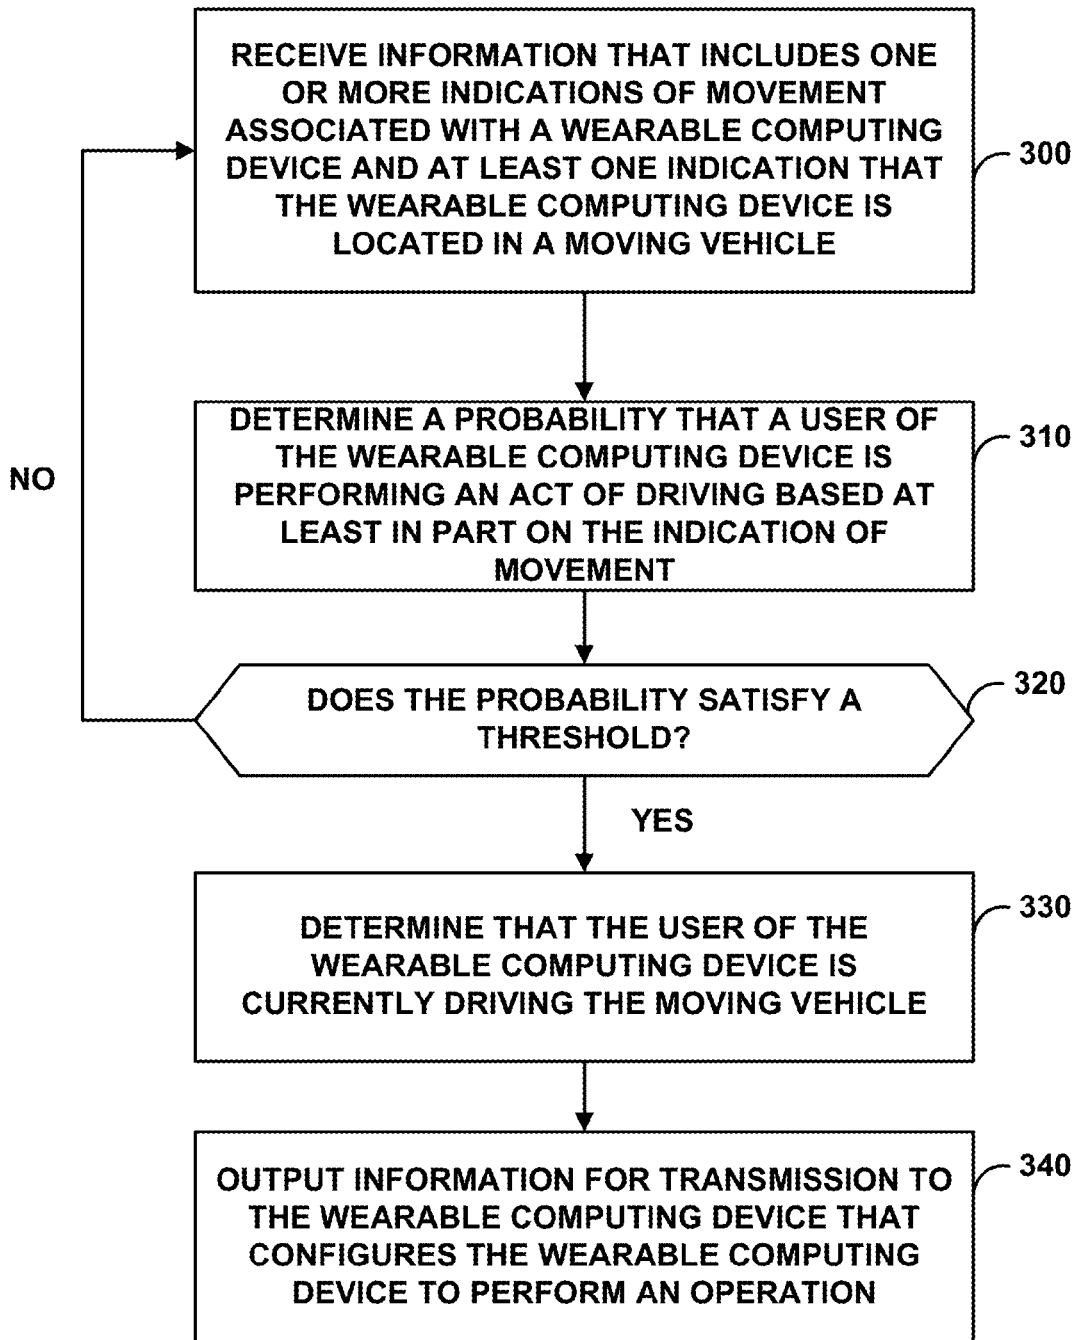 RECEIVE INFORMATION THAT INCLUDES ONE
OR MORE INDICATIONS OF MOVEMENT
ASSOCIATED WITH A WEARABLE COMPUTING
DEVICE AND AT LEAST ONE INDICATION THAT
THE WEARABLE COMPUTING DEVICE IS
LOCATED IN A MOVING VEHICLE
300
DETERMINE A PROBABILITY THAT A USER OF
THE WEARABLE COMPUTING DEVICE IS
PERFORMING AN ACT OF DRIVING BASED AT
LEAST IN PART ON THE INDICATION OF
MOVEMENT
310
NO
DOES THE PROBABILITY SATISFY A
THRESHOLD?
320
YES
DETERMINE THAT THE USER OF THE
WEARABLE COMPUTING DEVICE IS
CURRENTLY DRIVING THE MOVING VEHICLE
330
OUTPUT INFORMATION FOR TRANSMISSION TO
THE WEARABLE COMPUTING DEVICE THAT
CONFIGURES THE WEARABLE COMPUTING
DEVICE TO PERFORM AN OPERATION
340